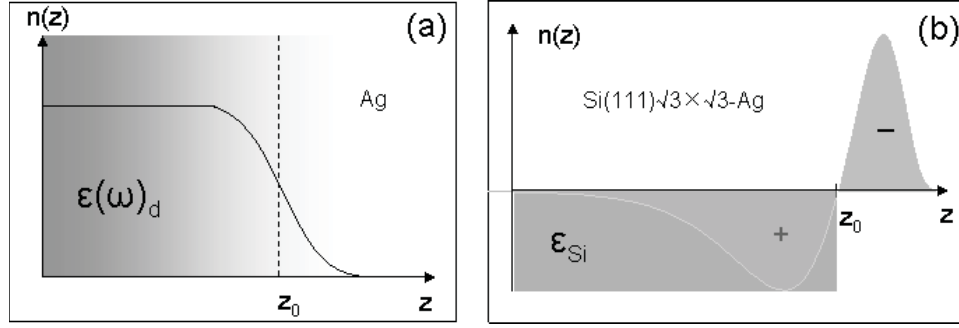 n(z)
(a)
Ag
ε(ω)d
z0
z
n(z)
(b)
Si(111)√3×√3-Ag
−
z0
z
+
εSi